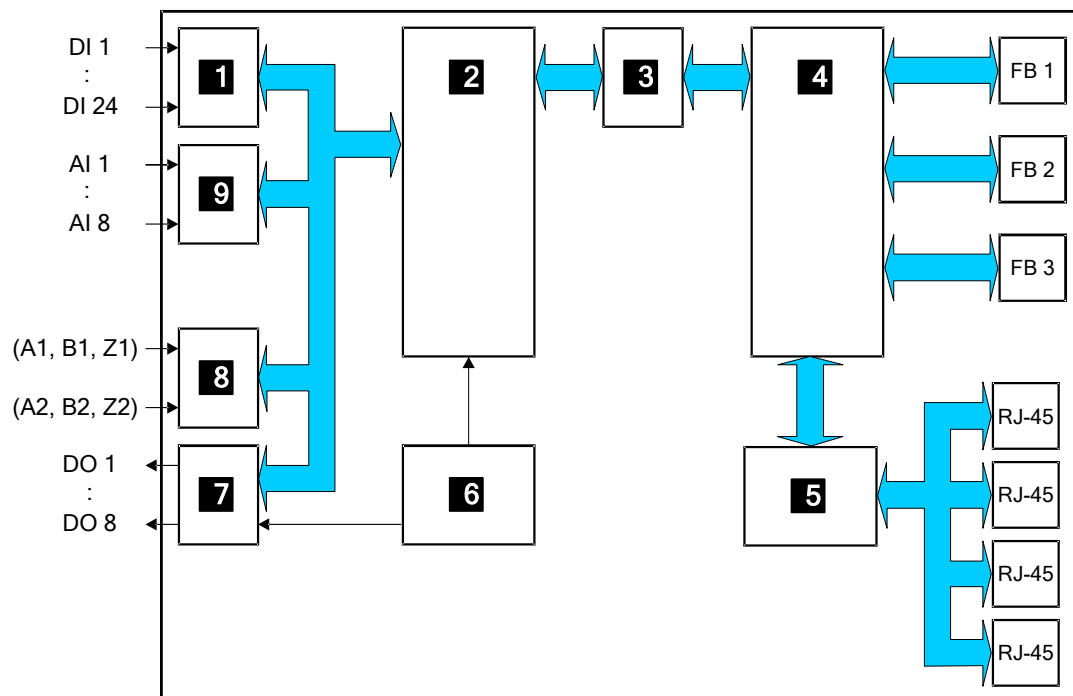 DI 1
:
DI 24
AI 1
:
AI 8
(A1, B1, Z1)
(A2, B2, Z2)
DO 1
:
DO 8
1
9
8
7
2
6
3
4
5
FB 1
FB 2
FB 3
RJ-45
RJ-45
RJ-45
RJ-45